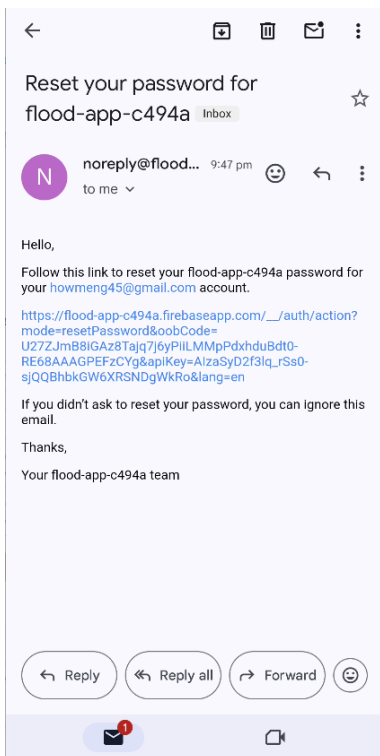 Reset your password for
flood-app-c494a Inbox
N
noreply@flood... 9:47 pm
to me
Hello,
Follow this link to reset your flood-app-c494a password for
your howmeng45@gmail.com account.
https://flood-app-c494a.firebaseapp.com/__/auth/action?
mode=resetPassword&oobCode=
U27ZJmB8iGAz8Tajq7j6yPiiLMMpPdxhduBdt0-
RE68AAAGPEFzCYg&apiKey=AIzaSyD2f3lq_rSs0-
sjQQBhbkGW6XRSNDgWkRo&lang=en
If you didn't ask to reset your password, you can ignore this
email.
Thanks,
Your flood-app-c494a team
Reply
Reply all
Forward
1